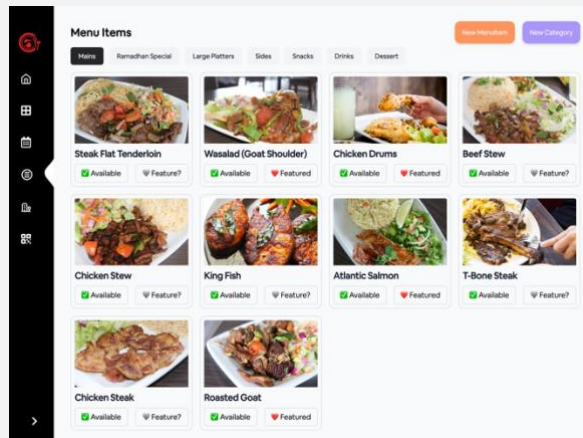 Menu Items
New MenuItem
New Category
Mains
Ramadhan Special
Large Platters
Sides
Snacks
Drinks
Dessert
Steak Flat Tenderloin
Wasalad (Goat Shoulder)
Chicken Drums
Beef Stew
✅ Available
🩶 Feature?
✅ Available
❤️ Featured
✅ Available
❤️ Featured
✅ Available
🩶 Feature?
Chicken Stew
King Fish
Atlantic Salmon
T-Bone Steak
✅ Available
🩶 Feature?
✅ Available
🩶 Feature?
✅ Available
❤️ Featured
✅ Available
🩶 Feature?
Chicken Steak
Roasted Goat
✅ Available
🩶 Feature?
✅ Available
❤️ Featured